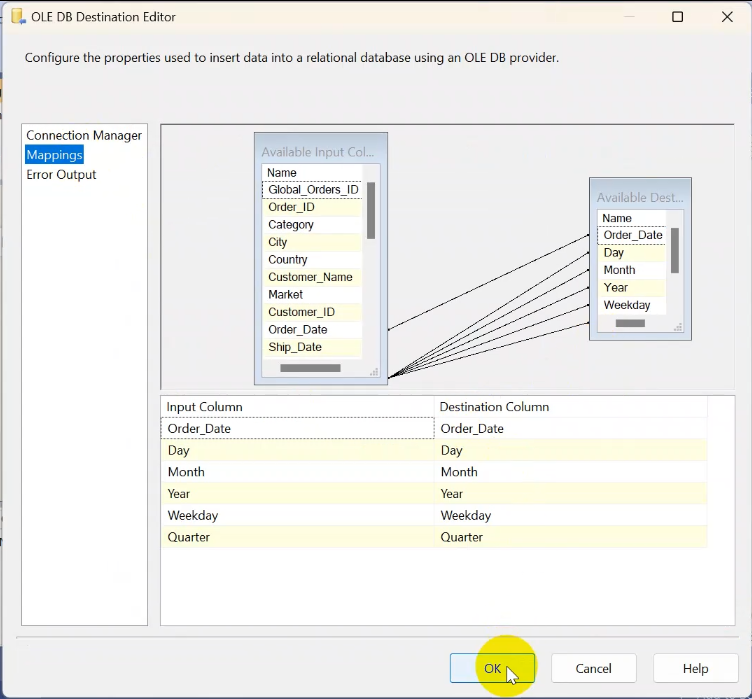 OLE DB Destination Editor
Configure the properties used to insert data into a relational database using an OLE DB provider.
Connection Manager
Mappings
Error Output
Available Input Col...
Name
Global_Orders_ID
Order_ID
Category
City
Country
Customer_Name
Market
Customer_ID
Order_Date
Ship_Date
Available Dest...
Name
Order_Date
Day
Month
Year
Weekday
Input Column Destination Column
Order_Date Order_Date
Day Day
Month Month
Year Year
Weekday Weekday
Quarter Quarter
OK Cancel Help